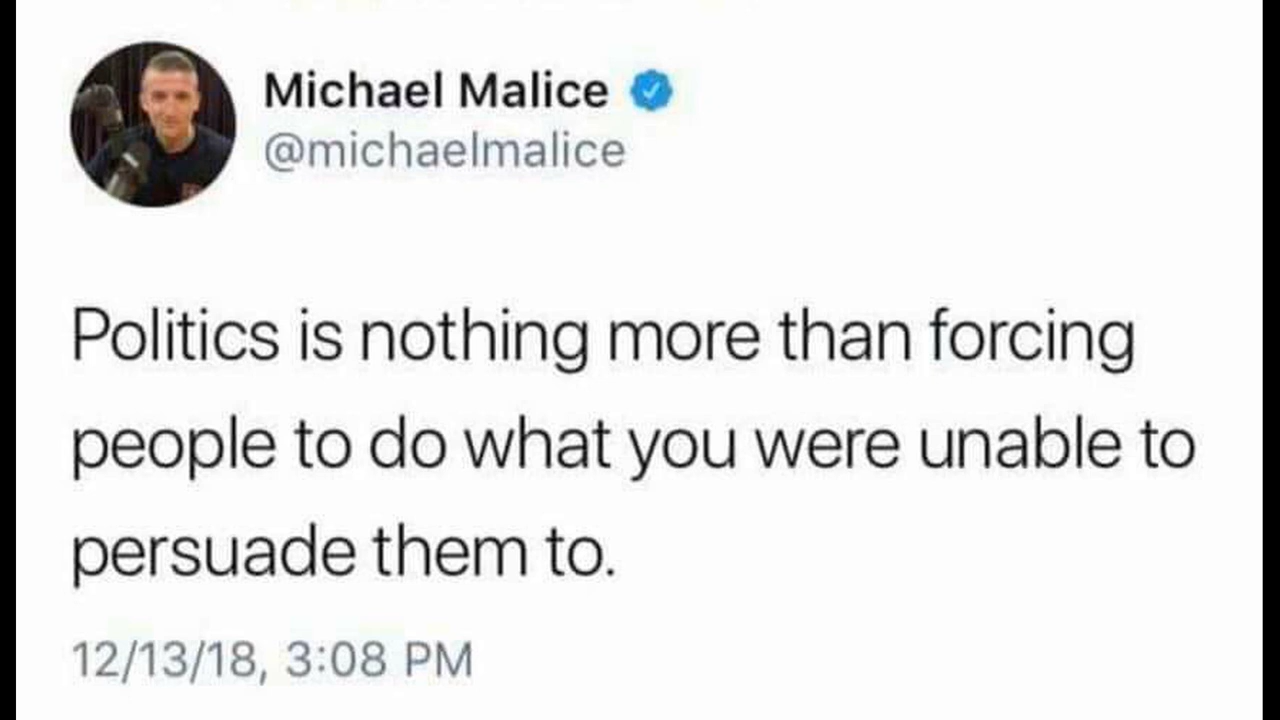 Michael Malice
@michaelmalice
Politics is nothing more than forcing
people to do what you were unable to
persuade them to.
12/13/18, 3:08 PM